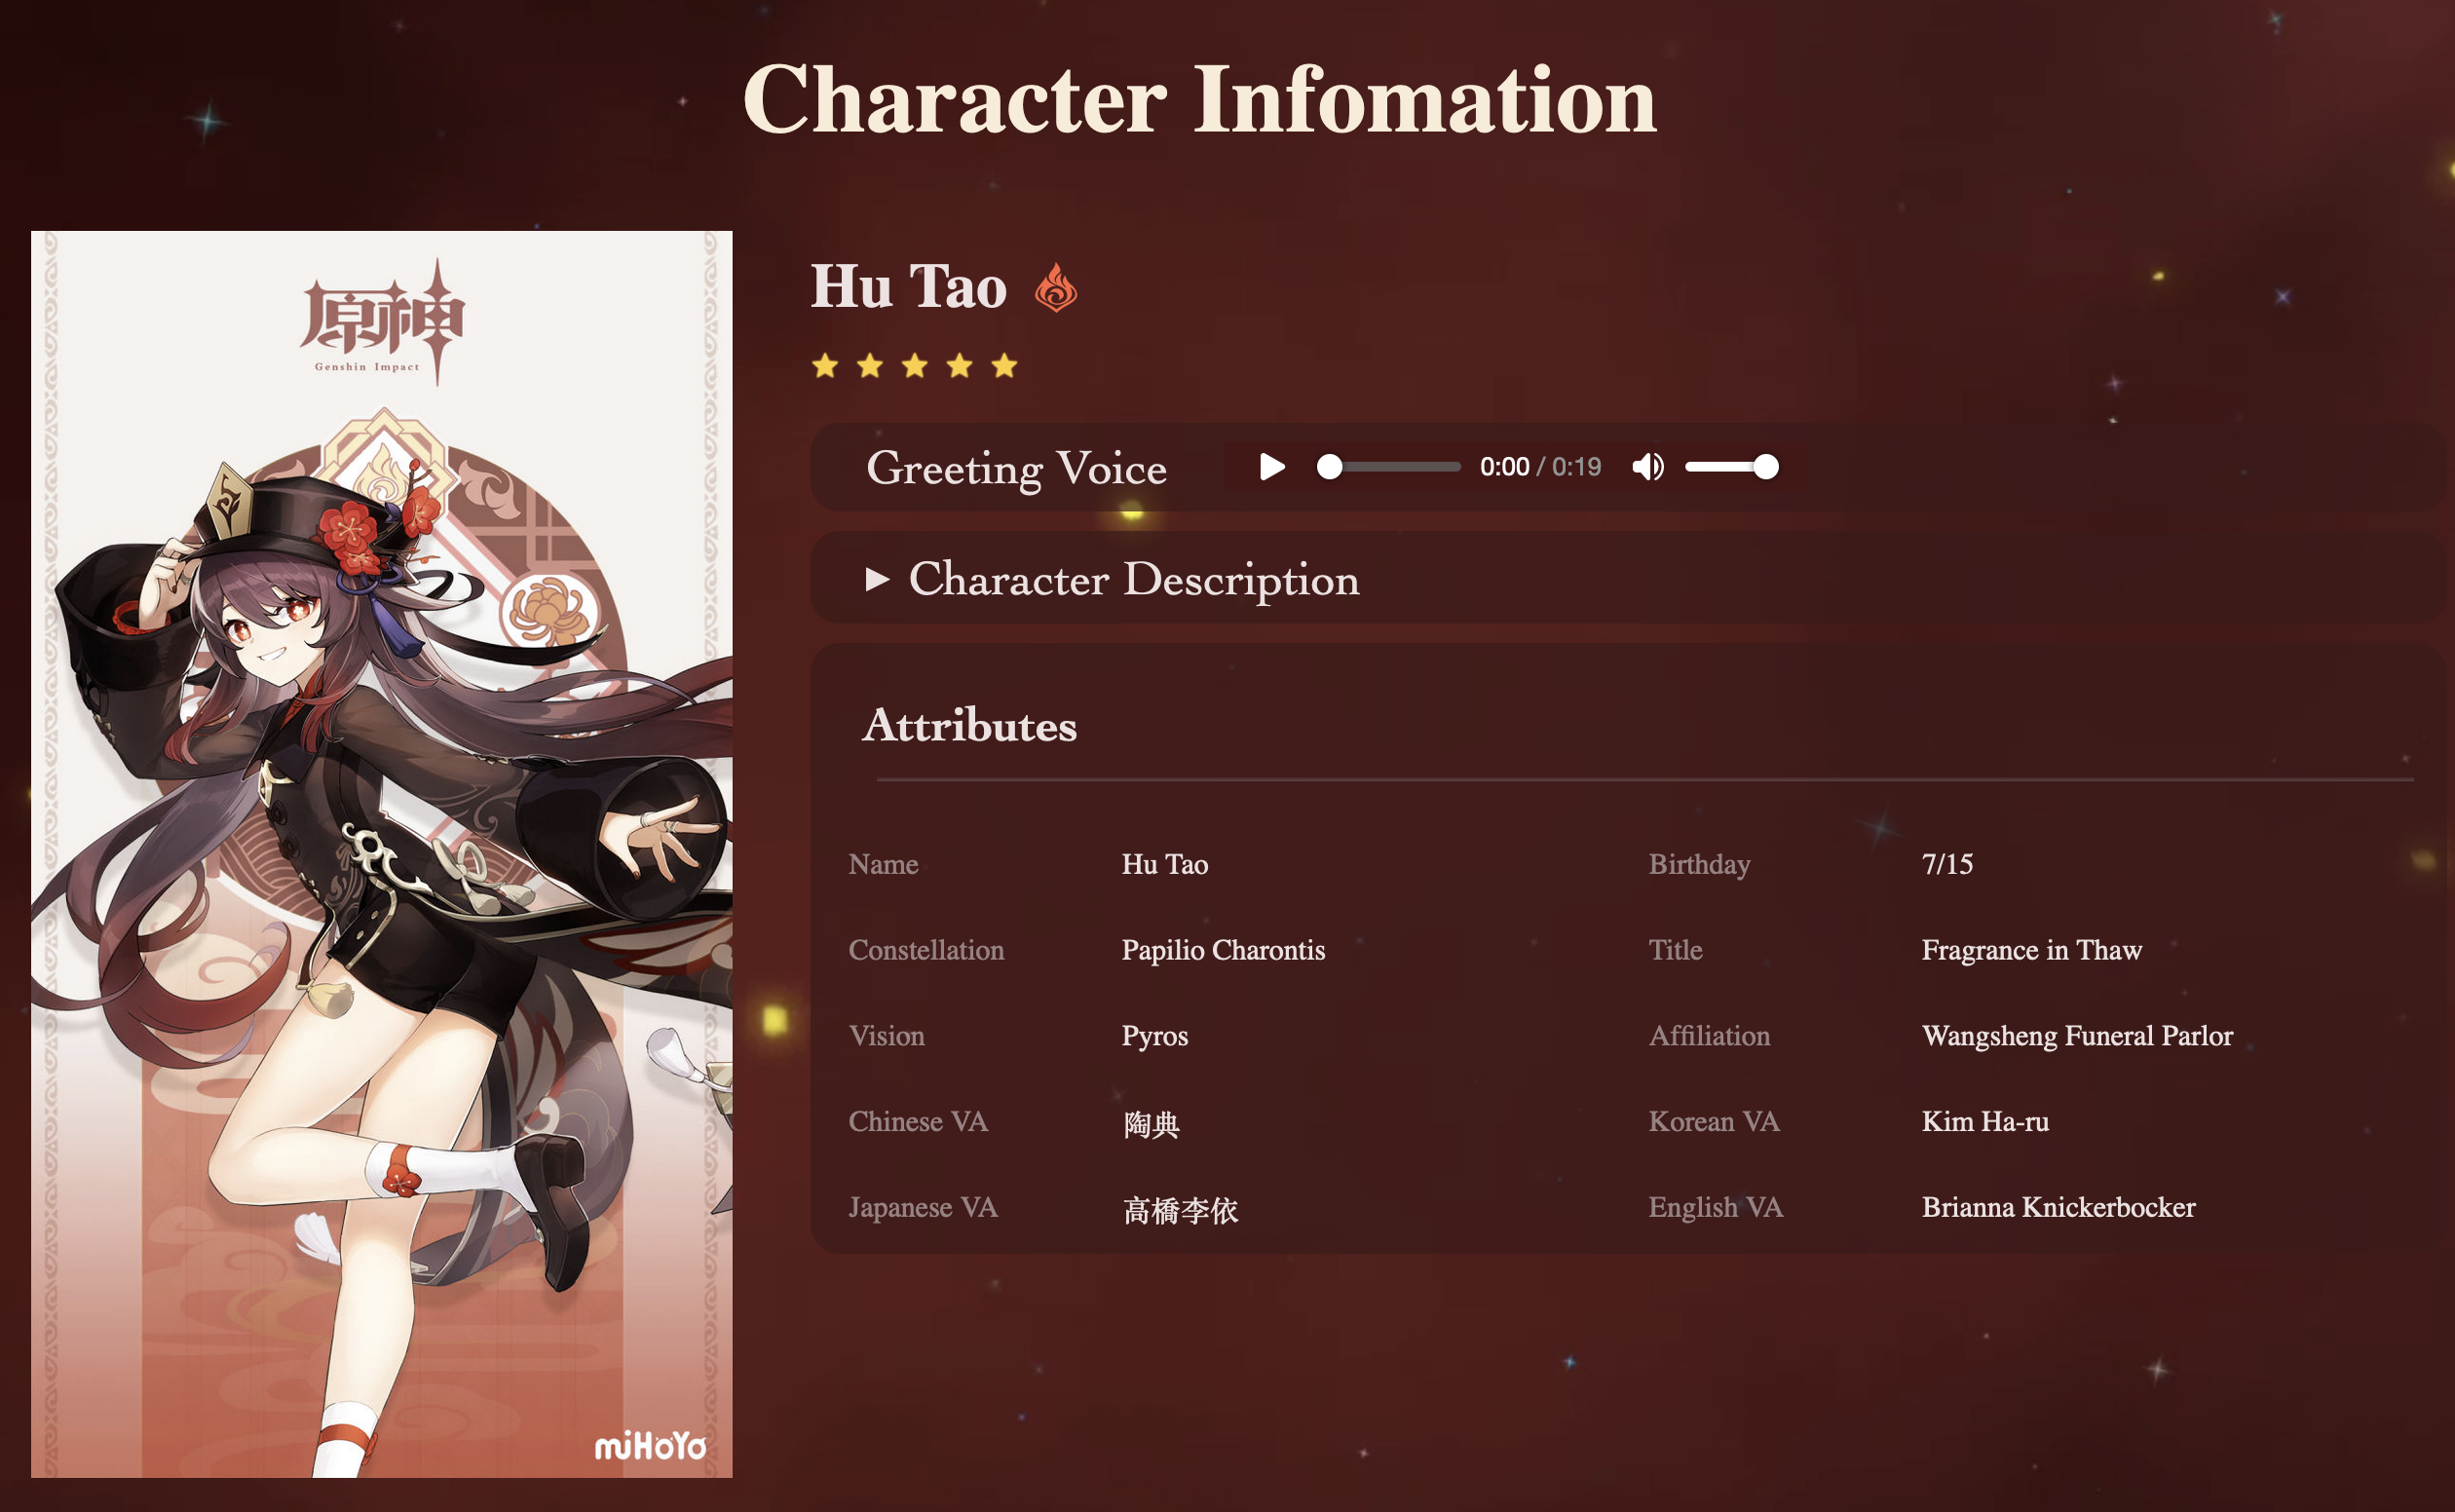 Character Infomation
原神
Genshin Impact
miHoYo
Hu Tao
Greeting Voice 0:00 / 0:19
Character Description
Attributes
Name Hu Tao Birthday 7/15
Constellation Papilio Charontis Title Fragrance in Thaw
Vision Pyros Affiliation Wangsheng Funeral Parlor
Chinese VA 陶典 Korean VA Kim Ha-ru
Japanese VA 高橋李依 English VA Brianna Knickerbocker